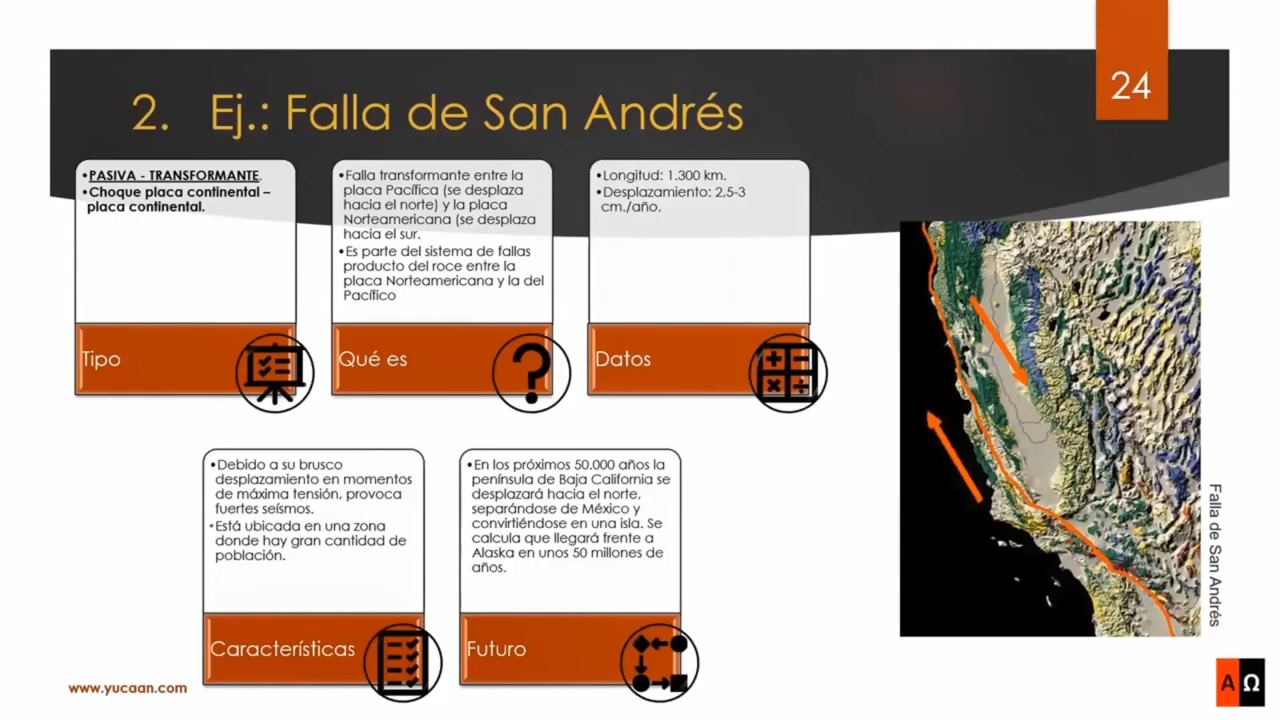 24
2. Ej.: Falla de San Andrés
•PASIVA - TRANSFORMANTE.
•Choque placa continental –
placa continental.
Tipo
•Falla transformante entre la
placa Pacífica (se desplaza
hacia el norte) y la placa
Norteamericana (se desplaza
hacia el sur.
•Es parte del sistema de fallas
producto del roce entre la
placa Norteamericana y la del
Pacífico
Qué es
•Longitud: 1.300 km.
•Desplazamiento: 2,5-3
cm./año.
Datos
•Debido a su brusco
desplazamiento en momentos
de máxima tensión, provoca
fuertes seísmos.
•Está ubicada en una zona
donde hay gran cantidad de
población.
Características
•En los próximos 50.000 años la
península de Baja California se
desplazará hacia el norte,
separándose de México y
convirtiéndose en una isla. Se
calcula que llegará frente a
Alaska en unos 50 millones de
años.
Futuro
Falla de San Andrés
www.yucaan.com
A Ω